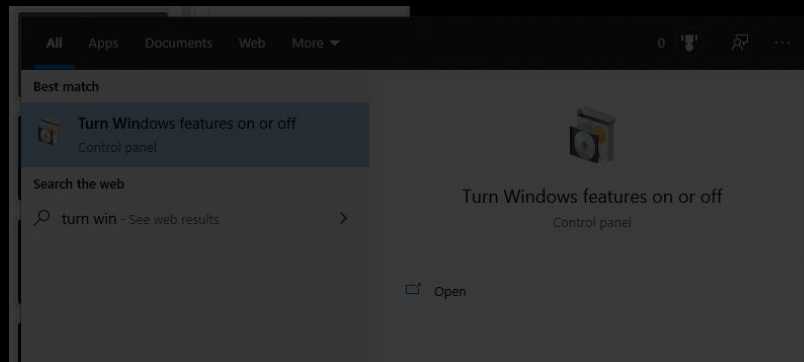 All Apps Documents Web More 0 ...
Best match
Turn Windows features on or off
Control panel
Search the web
turn win - See web results
Turn Windows features on or off
Control panel
Open